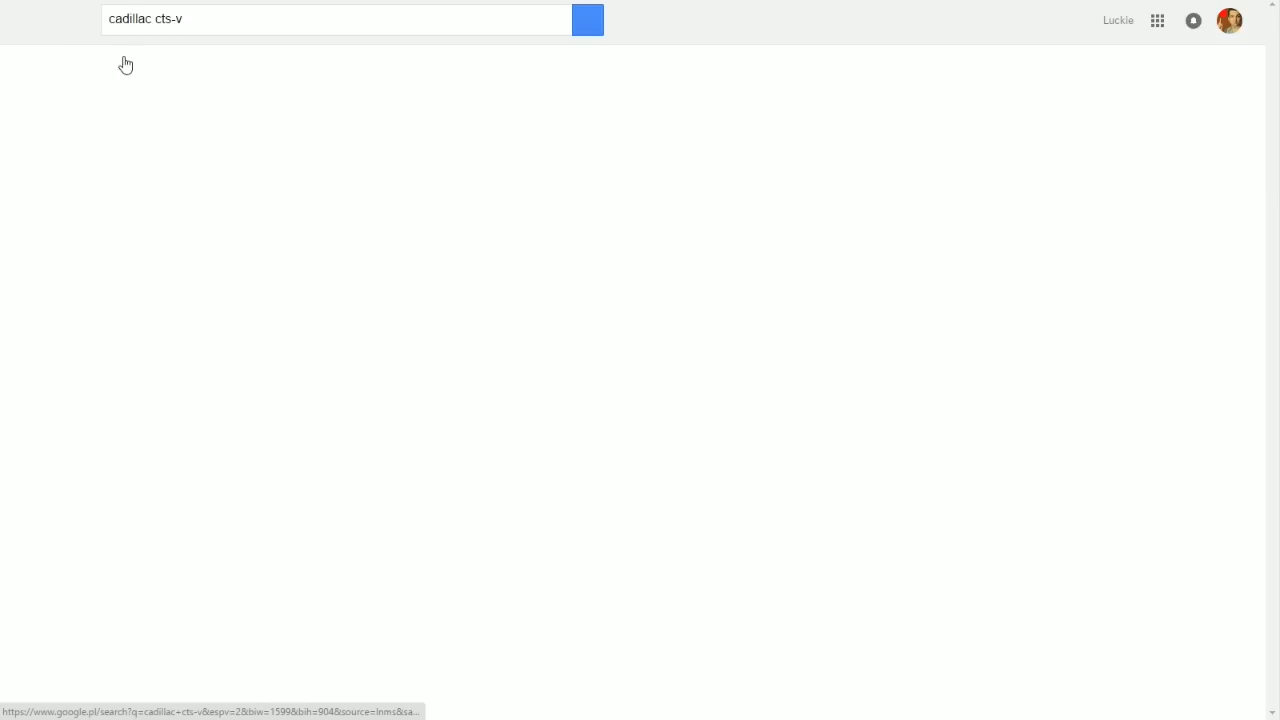 cadillac cts-v
Luckie
https://www.google.pl/search?q=cadillac+cts-v&espv=2&biw=1599&bih=904&source=lnms&sa...